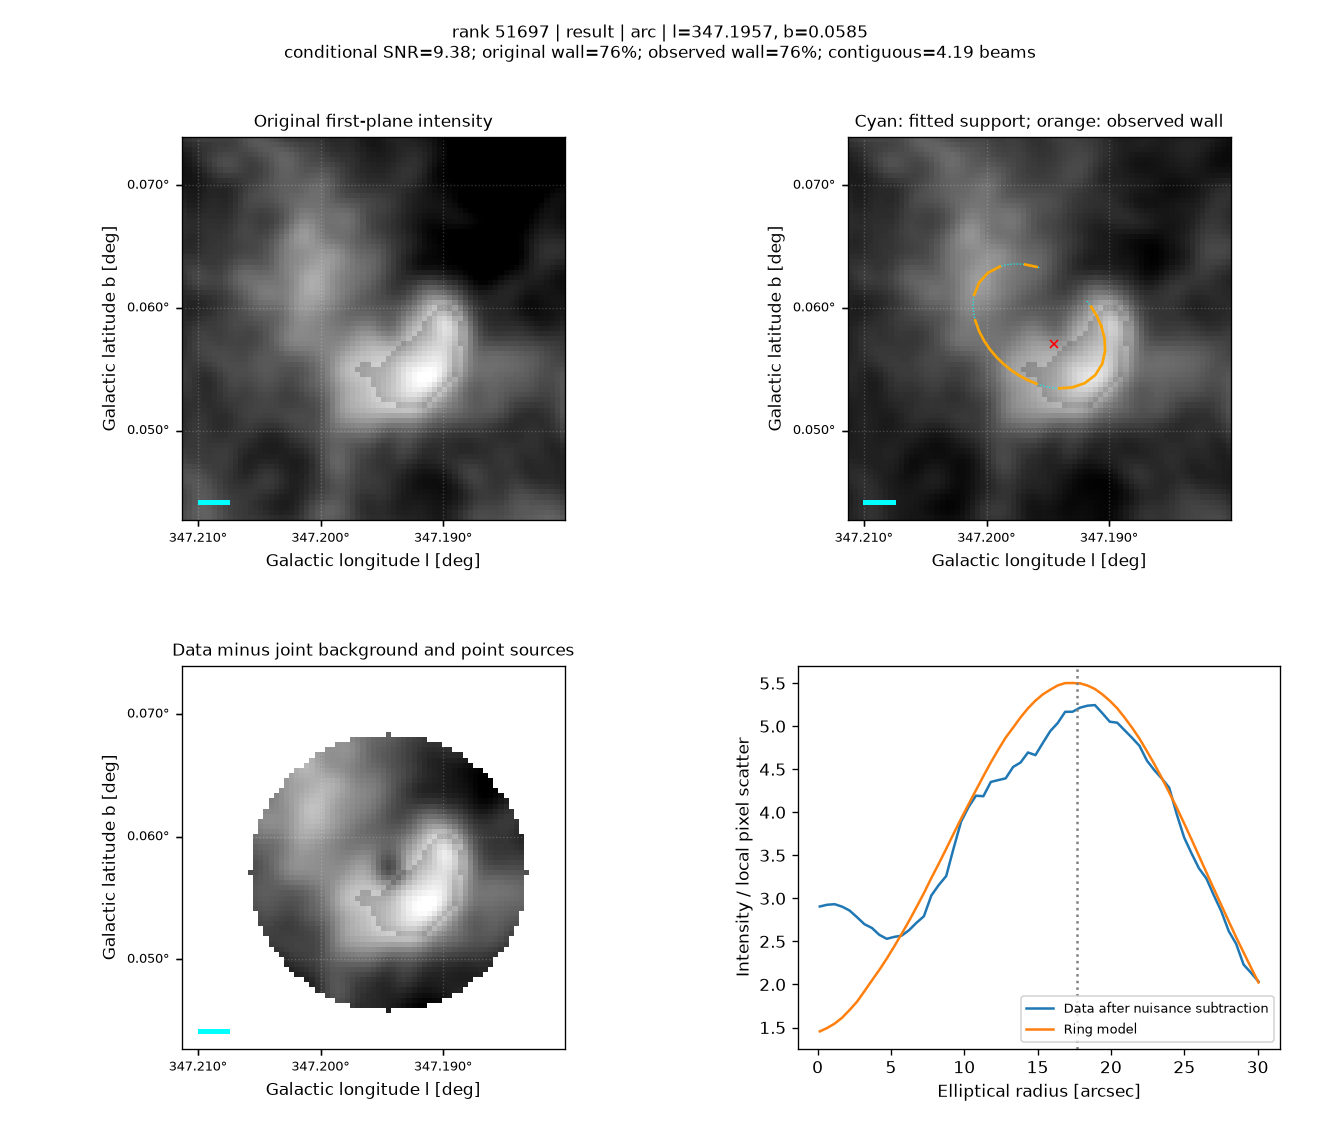 rank 51697 | result | arc | l=347.1957, b=0.0585
conditional SNR=9.38; original wall=76%; observed wall=76%; contiguous=4.19 beams
Original first-plane intensity
0.070°
0.060°
0.050°
347.210°
347.200°
347.190°
Galactic longitude l [deg]
Galactic latitude b [deg]
Cyan: fitted support; orange: observed wall
0.070°
0.060°
0.050°
347.210°
347.200°
347.190°
Galactic longitude l [deg]
Galactic latitude b [deg]
Data minus joint background and point sources
0.070°
0.060°
0.050°
347.210°
347.200°
347.190°
Galactic longitude l [deg]
Galactic latitude b [deg]
5.5
5.0
4.5
4.0
3.5
3.0
2.5
2.0
1.5
0
5
10
15
20
25
30
Elliptical radius [arcsec]
Intensity / local pixel scatter
Data after nuisance subtraction
Ring model